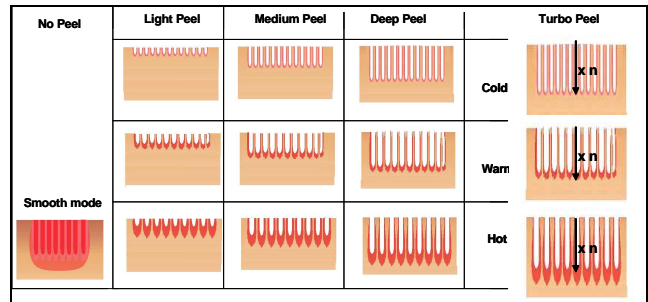 No Peel
Light Peel
Medium Peel
Deep Peel
Turbo Peel
Cold
x n
Warm
x n
Smooth mode
Hot
x n